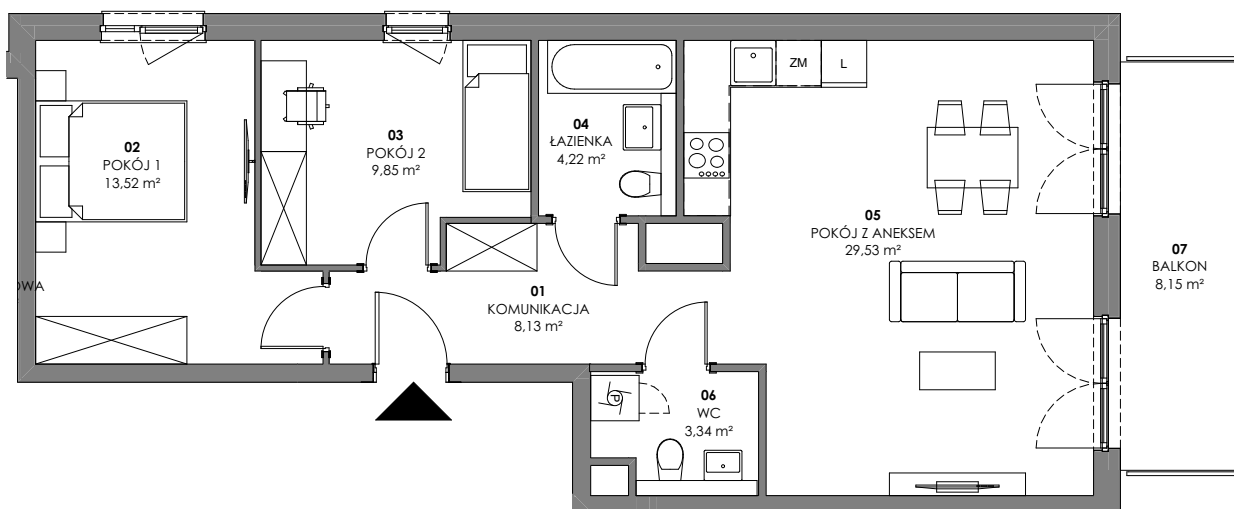 02
POKÓJ 1
13,52 m²
03
POKÓJ 2
9,85 m²
04
ŁAZIENKA
4,22 m²
ZM
L
05
POKÓJ Z ANEKSEM
29,53 m²
07
BALKON
8,15 m²
OWA
01
KOMUNIKACJA
8,13 m²
P
06
WC
3,34 m²